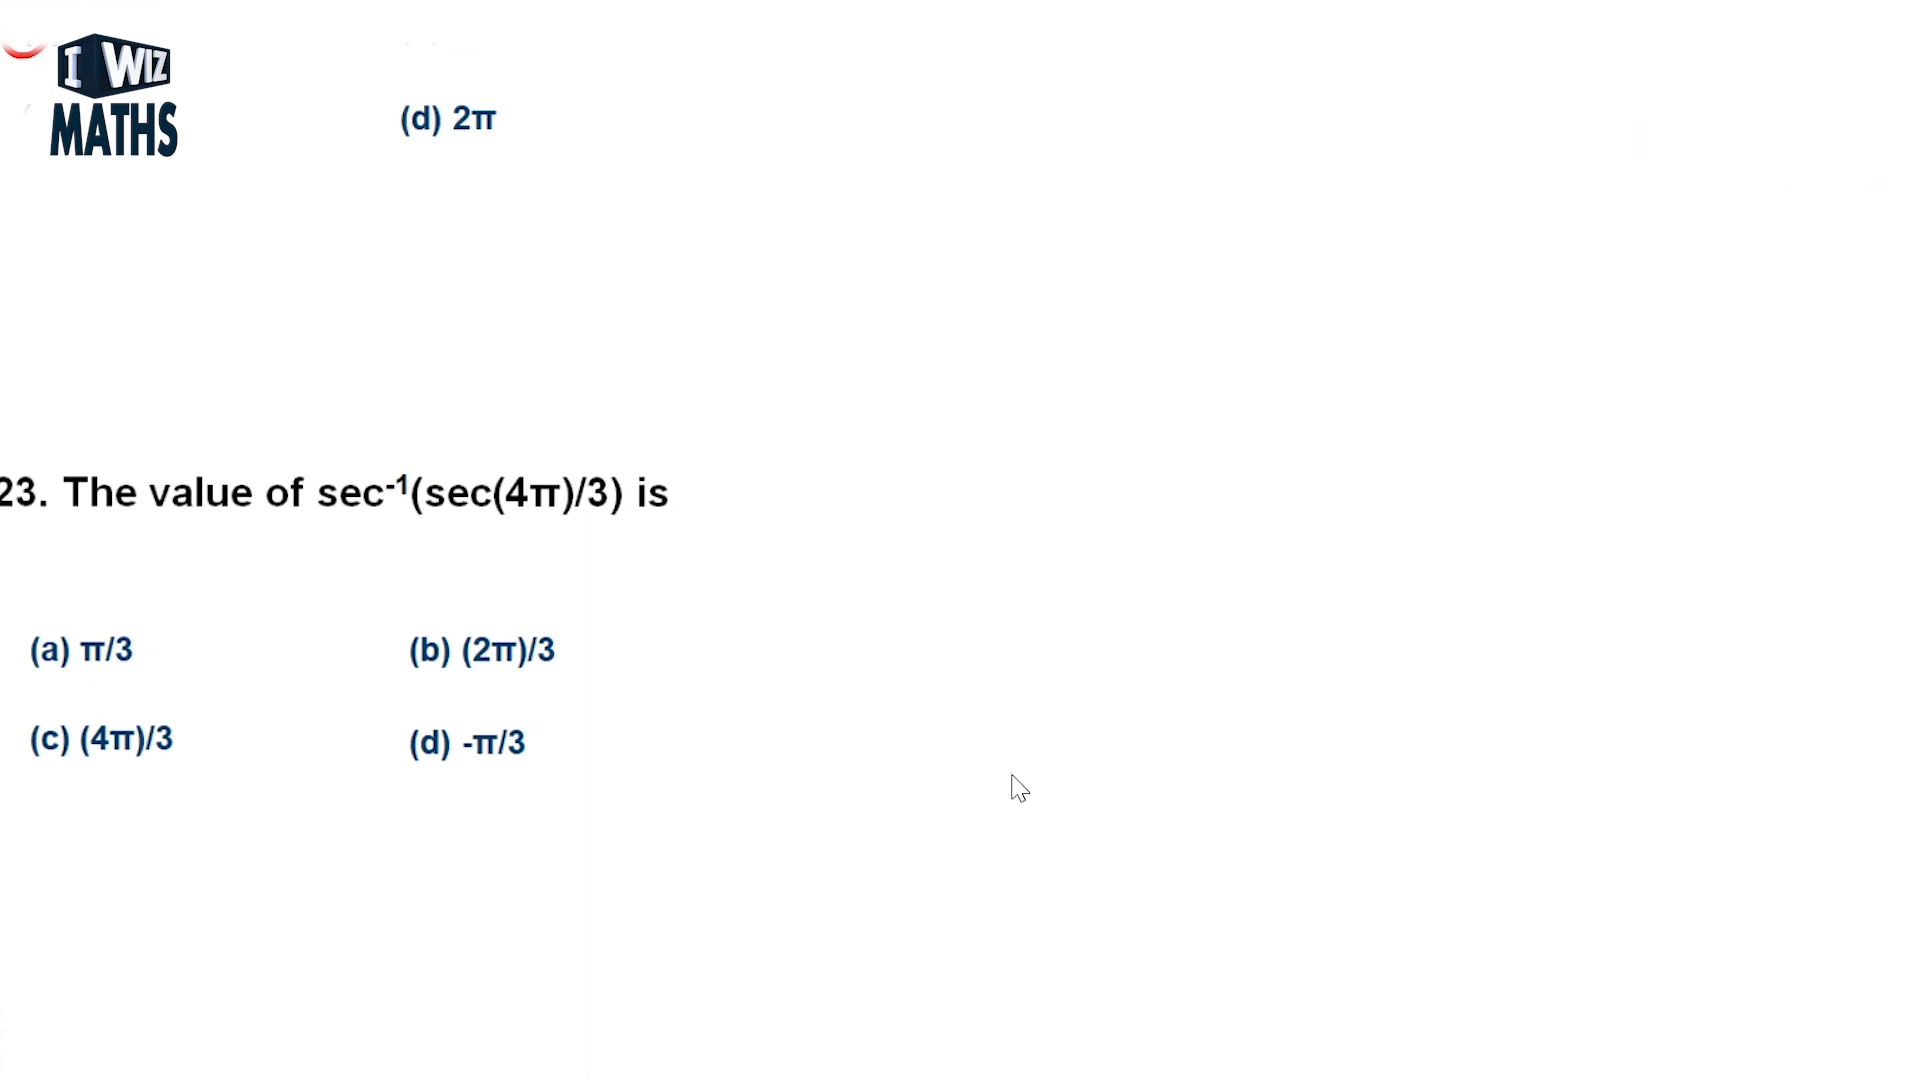 I WIZ
MATHS
(d) 2π
23. The value of sec⁻¹(sec(4π)/3) is
(a) π/3
(b) (2π)/3
(c) (4π)/3
(d) -π/3